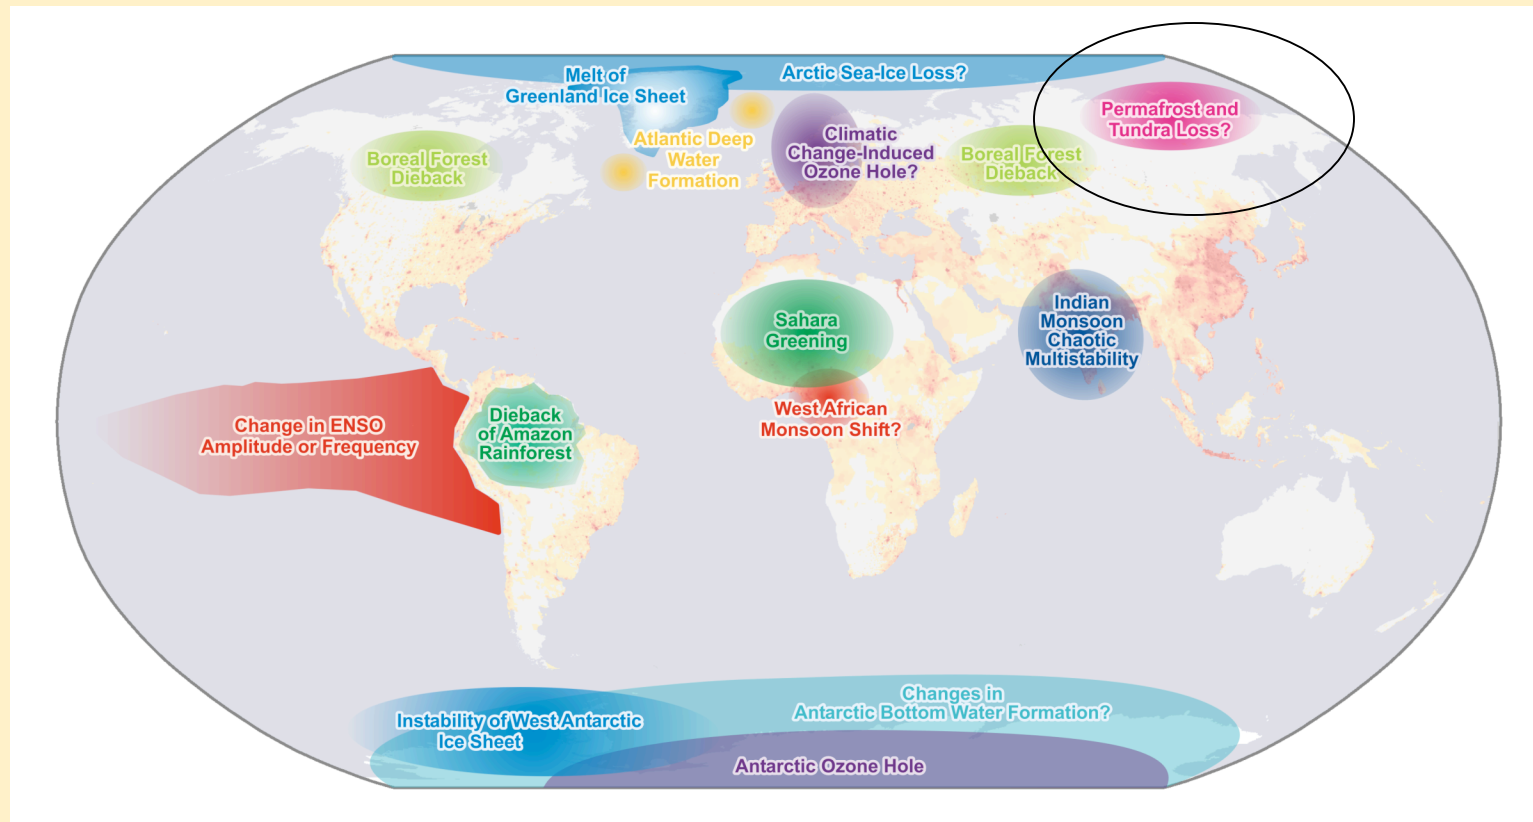 Melt of
Greenland Ice Sheet
Arctic Sea-Ice Loss?
Permafrost and
Tundra Loss?
Atlantic Deep
Water
Formation
Climatic
Change-Induced
Ozone Hole?
Boreal Forest
Dieback
Boreal Forest
Dieback
Sahara
Greening
Indian
Monsoon
Chaotic
Multistability
West African
Monsoon Shift?
Change in ENSO
Amplitude or Frequency
Dieback
of Amazon
Rainforest
Changes in
Antarctic Bottom Water Formation?
Instability of West Antarctic
Ice Sheet
Antarctic Ozone Hole